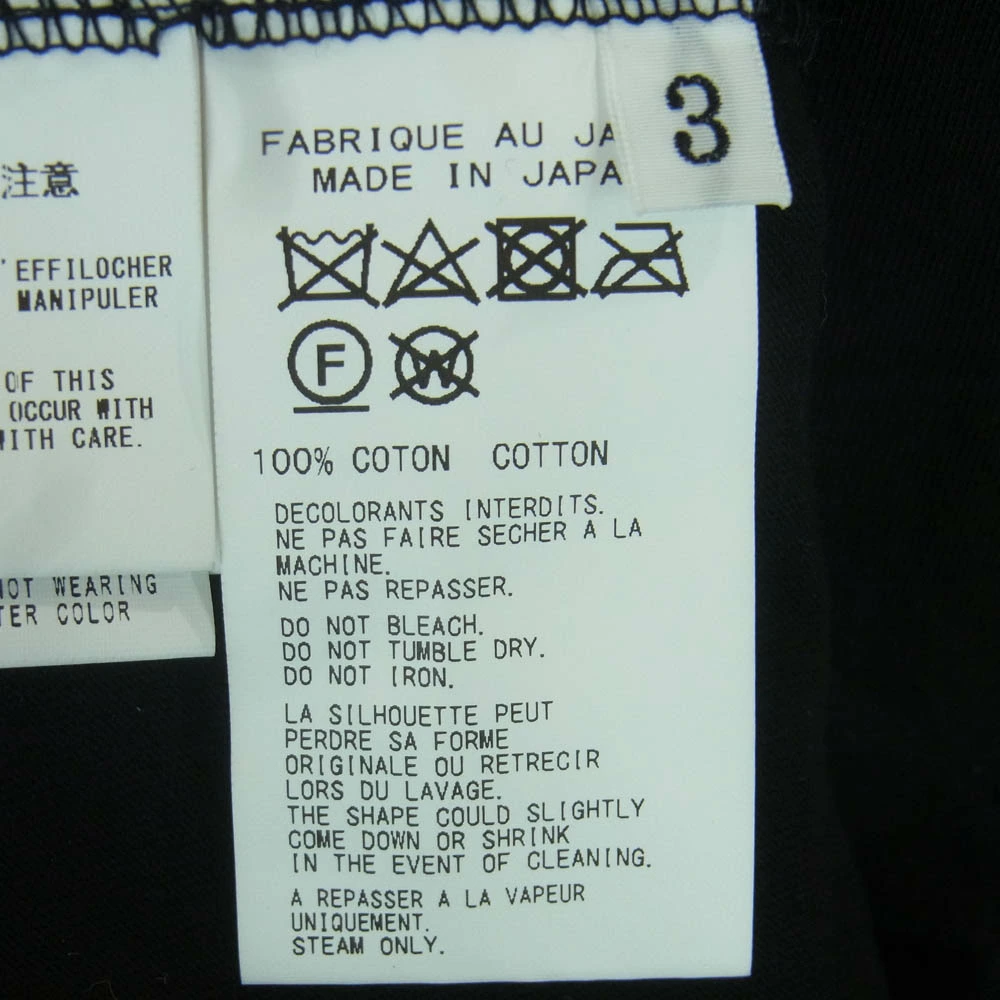 注意
'EFFILOCHER
MANIPULER
OF THIS
OCCUR WITH
WITH CARE.
NOT WEARING
COLOR
3
FABRIQUE AU JA
MADE IN JAPA
F
W
100% COTON COTTON
DECOLORANTS INTERDITS.
NE PAS FAIRE SECHER A LA
MACHINE.
NE PAS REPASSER.
DO NOT BLEACH.
DO NOT TUMBLE DRY.
DO NOT IRON.
LA SILHOUETTE PEUT
PERDRE SA FORME
ORIGINALE OU RETRECIR
LORS DU LAVAGE.
THE SHAPE COULD SLIGHTLY
COME DOWN OR SHRINK
IN THE EVENT OF CLEANING.
A REPASSER A LA VAPEUR
UNIQUEMENT.
STEAM ONLY.